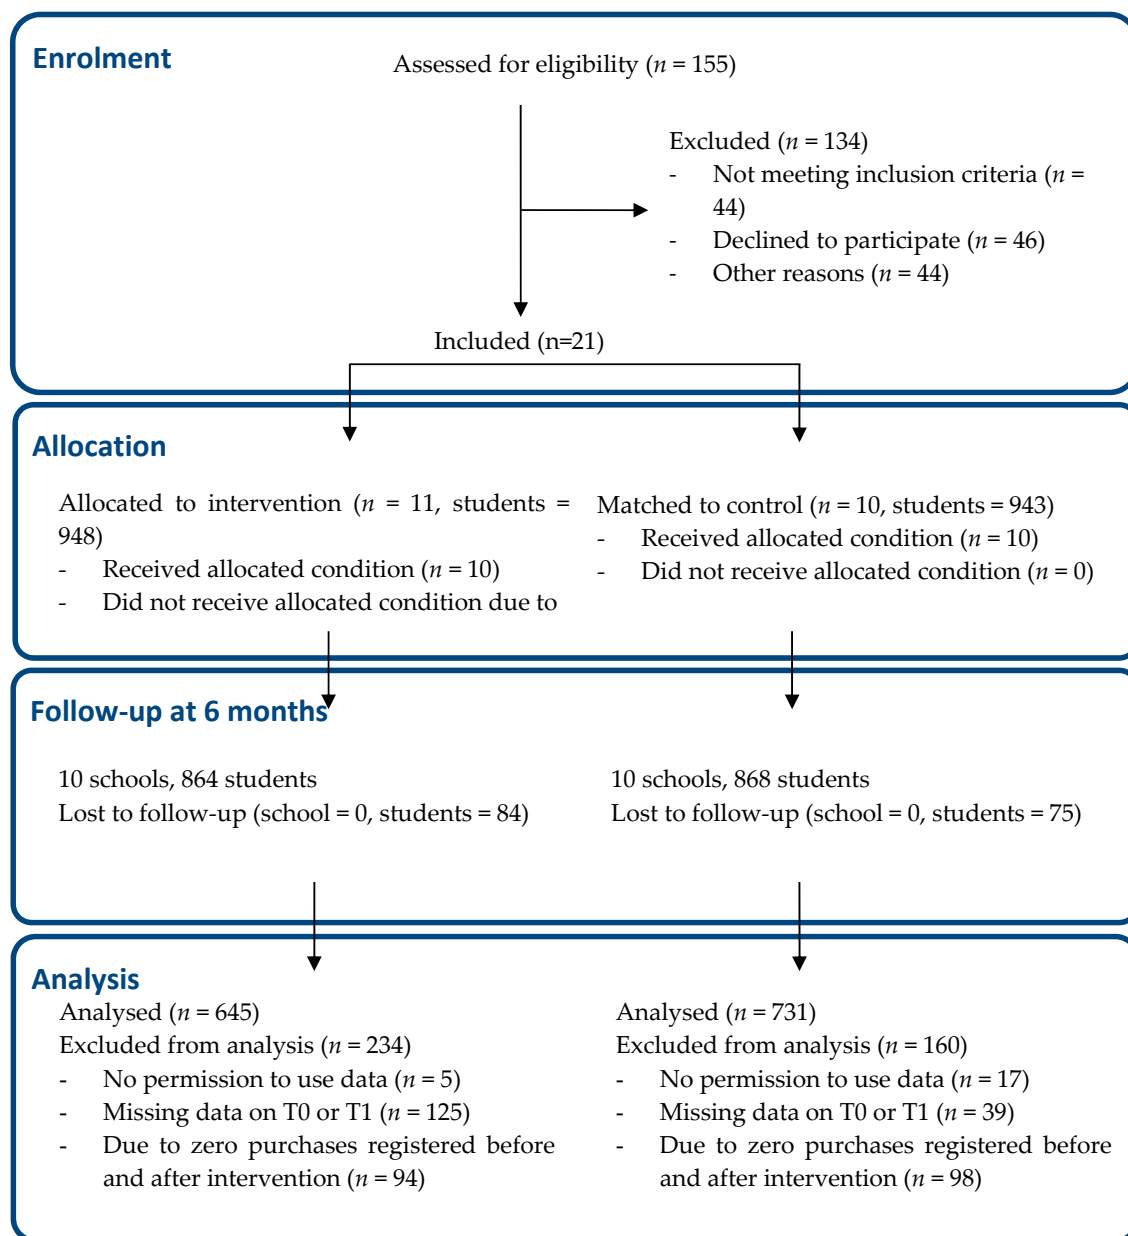 Enrolment
Assessed for eligibility (n = 155)
Excluded (n = 134)
- Not meeting inclusion criteria (n =
44)
- Declined to participate (n = 46)
- Other reasons (n = 44)
Included (n=21)
Allocation
Allocated to intervention (n = 11, students =
948)
- Received allocated condition (n = 10)
- Did not receive allocated condition due to
Matched to control (n = 10, students = 943)
- Received allocated condition (n = 10)
- Did not receive allocated condition (n = 0)
Follow-up at 6 months
10 schools, 864 students
Lost to follow-up (school = 0, students = 84)
10 schools, 868 students
Lost to follow-up (school = 0, students = 75)
Analysis
Analysed (n = 645)
Excluded from analysis (n = 234)
- No permission to use data (n = 5)
- Missing data on T0 or T1 (n = 125)
- Due to zero purchases registered before
and after intervention (n = 94)
Analysed (n = 731)
Excluded from analysis (n = 160)
- No permission to use data (n = 17)
- Missing data on T0 or T1 (n = 39)
- Due to zero purchases registered before
and after intervention (n = 98)